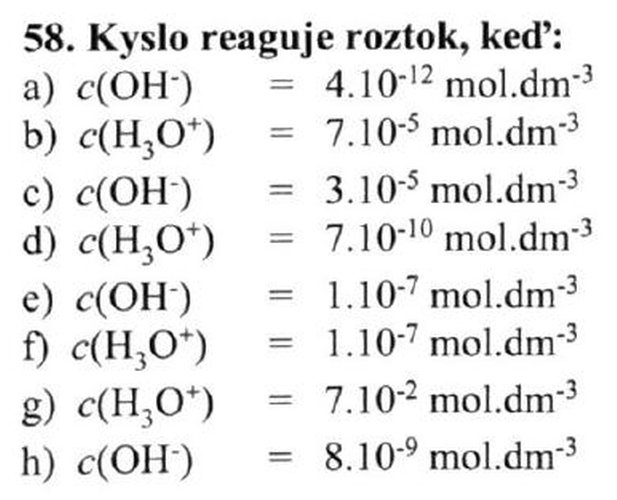 58. Kyslo reaguje roztok, keď:
a) c(OH⁻) = 4.10⁻¹² mol.dm⁻³
b) c(H₃O⁺) = 7.10⁻⁵ mol.dm⁻³
c) c(OH⁻) = 3.10⁻⁵ mol.dm⁻³
d) c(H₃O⁺) = 7.10⁻¹⁰ mol.dm⁻³
e) c(OH⁻) = 1.10⁻⁷ mol.dm⁻³
f) c(H₃O⁺) = 1.10⁻⁷ mol.dm⁻³
g) c(H₃O⁺) = 7.10⁻² mol.dm⁻³
h) c(OH⁻) = 8.10⁻⁹ mol.dm⁻³